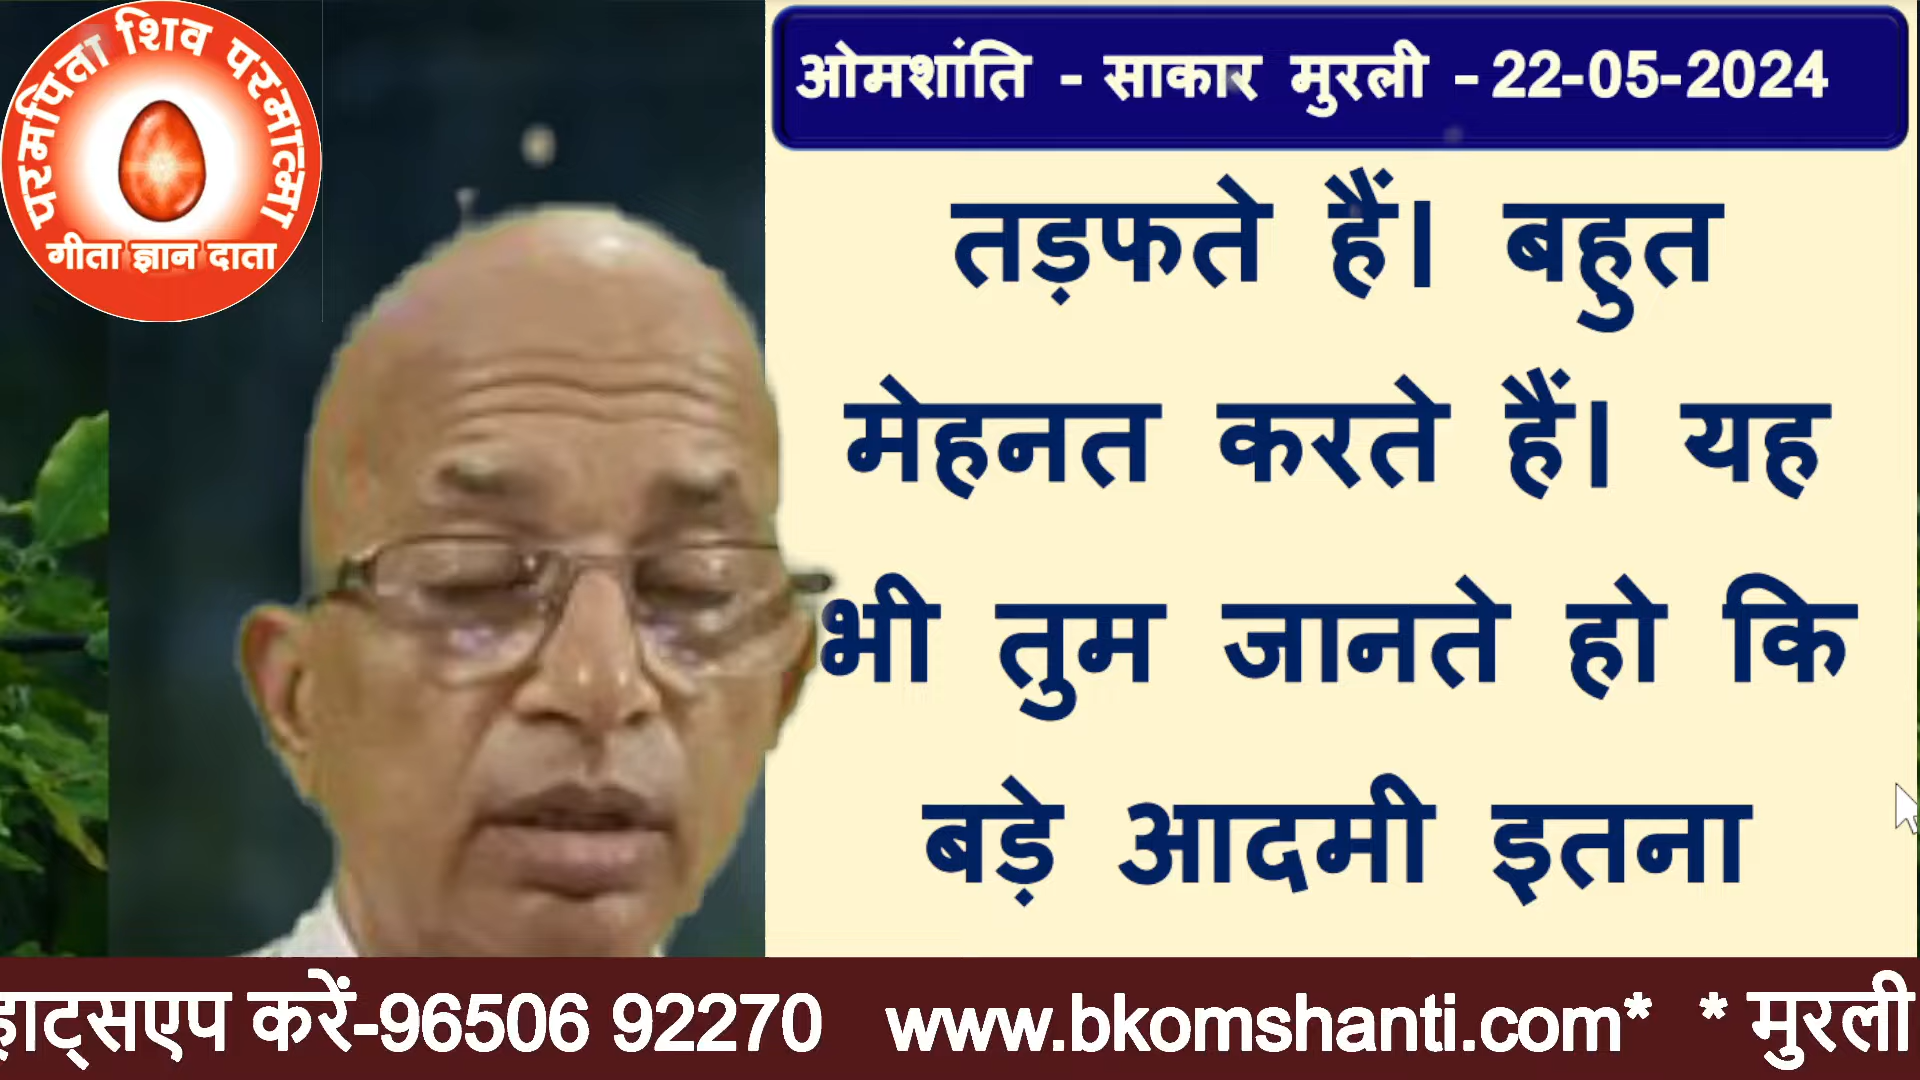 परमपिता शिव परमात्मा
गीता ज्ञान दाता
ओमशांति - साकार मुरली - 22-05-2024
तड़फते हैं। बहुत
मेहनत करते हैं। यह
भी तुम जानते हो कि
बड़े आदमी इतना
हाट्सएप करें-96506 92270 www.bkomshanti.com* * मुरली